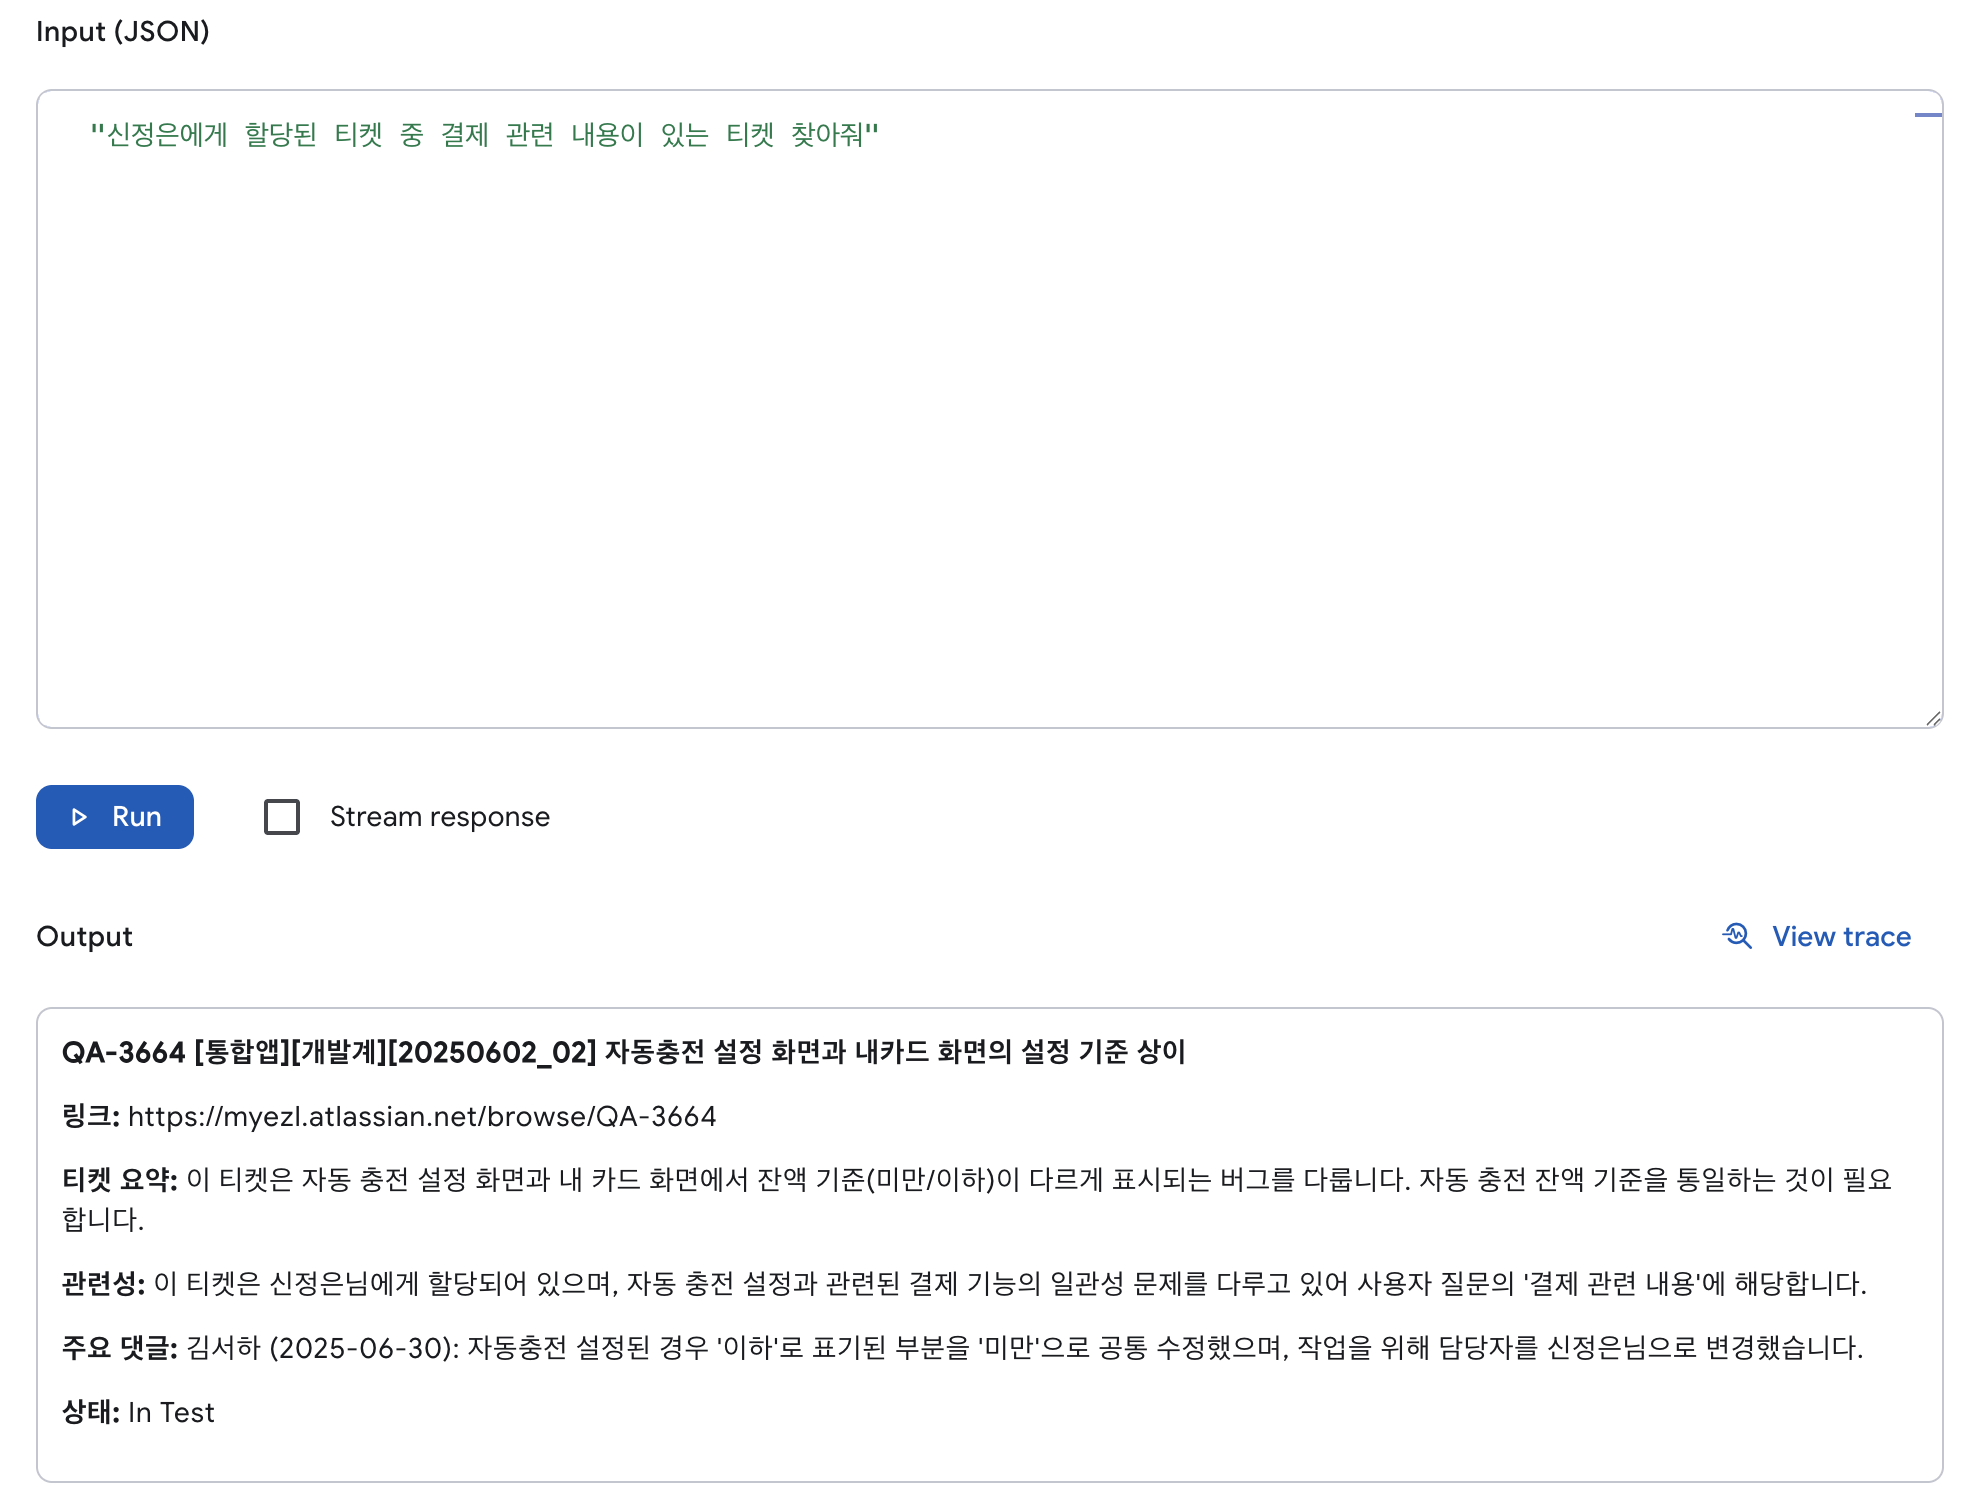 Input (JSON)
"신정은에게 할당된 티켓 중 결제 관련 내용이 있는 티켓 찾아줘"
Run
Stream response
Output
View trace
QA-3664 [통합앱][개발계][20250602_02] 자동충전 설정 화면과 내카드 화면의 설정 기준 상이
링크: https://myezl.atlassian.net/browse/QA-3664
티켓 요약: 이 티켓은 자동 충전 설정 화면과 내 카드 화면에서 잔액 기준(미만/이하)이 다르게 표시되는 버그를 다룹니다. 자동 충전 잔액 기준을 통일하는 것이 필요
합니다.
관련성: 이 티켓은 신정은님에게 할당되어 있으며, 자동 충전 설정과 관련된 결제 기능의 일관성 문제를 다루고 있어 사용자 질문의 '결제 관련 내용'에 해당합니다.
주요 댓글: 김서하 (2025-06-30): 자동충전 설정된 경우 '이하'로 표기된 부분을 '미만'으로 공통 수정했으며, 작업을 위해 담당자를 신정은님으로 변경했습니다.
상태: In Test